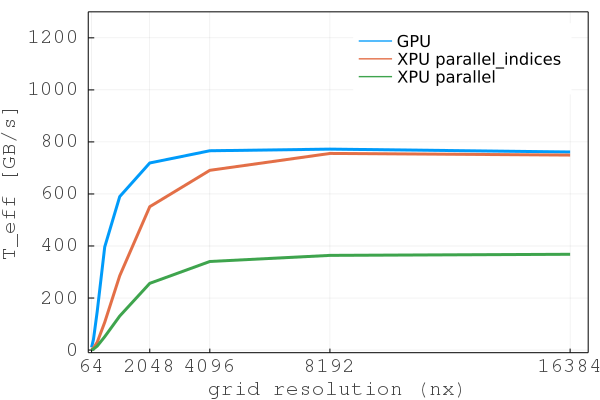 1200
1000
800
600
400
200
0
T_eff [GB/s]
GPU
XPU parallel_indices
XPU parallel
64 2048 4096 8192 16384
grid resolution (nx)